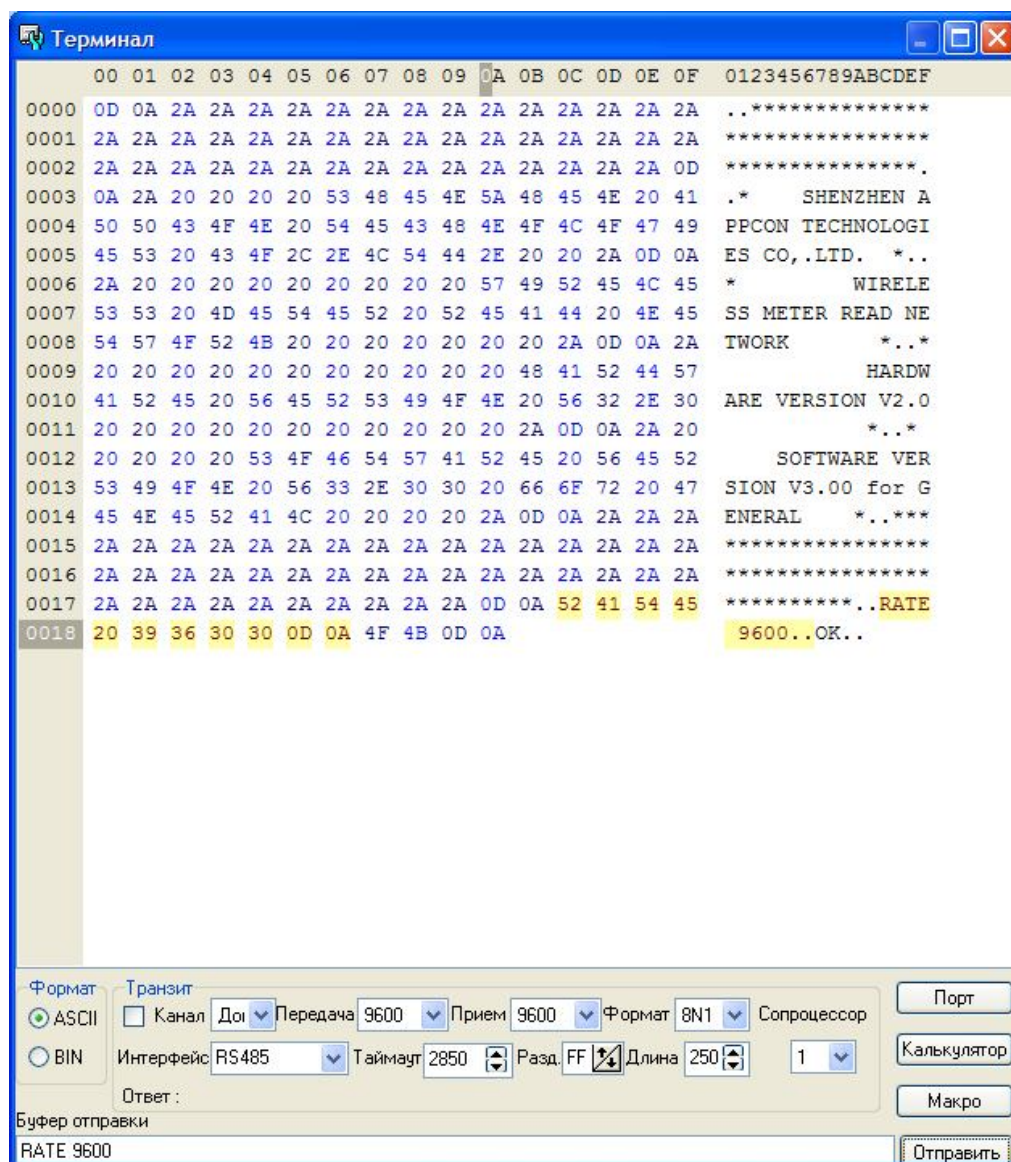 Терминал
00 01 02 03 04 05 06 07 08 09 0A 0B 0C 0D 0E 0F 0123456789ABCDEF
0000 0D 0A 2A 2A 2A 2A 2A 2A 2A 2A 2A 2A 2A 2A 2A 2A ..**************
0001 2A 2A 2A 2A 2A 2A 2A 2A 2A 2A 2A 2A 2A 2A 2A 2A ****************
0002 2A 2A 2A 2A 2A 2A 2A 2A 2A 2A 2A 2A 2A 2A 2A 0D ***************.
0003 0A 2A 20 20 20 20 53 48 45 4E 5A 48 45 4E 20 41 .*    SHENZHEN A
0004 50 50 43 4F 4E 20 54 45 43 48 4E 4F 4C 4F 47 49 PPCON TECHNOLOGI
0005 45 53 20 43 4F 2C 2E 4C 54 44 2E 20 20 2A 0D 0A ES CO,.LTD.  *..
0006 2A 20 20 20 20 20 20 20 20 20 57 49 52 45 4C 45 *         WIRELE
0007 53 53 20 4D 45 54 45 52 20 52 45 41 44 20 4E 45 SS METER READ NE
0008 54 57 4F 52 4B 20 20 20 20 20 20 20 2A 0D 0A 2A TWORK       *..*
0009 20 20 20 20 20 20 20 20 20 20 20 48 41 52 44 57            HARDW
0010 41 52 45 20 56 45 52 53 49 4F 4E 20 56 32 2E 30 ARE VERSION V2.0
0011 20 20 20 20 20 20 20 20 20 20 20 2A 0D 0A 2A 20            *..*
0012 20 20 20 20 53 4F 46 54 57 41 52 45 20 56 45 52     SOFTWARE VER
0013 53 49 4F 4E 20 56 33 2E 30 30 20 66 6F 72 20 47 SION V3.00 for G
0014 45 4E 45 52 41 4C 20 20 20 20 2A 0D 0A 2A 2A 2A ENERAL    *..***
0015 2A 2A 2A 2A 2A 2A 2A 2A 2A 2A 2A 2A 2A 2A 2A 2A ****************
0016 2A 2A 2A 2A 2A 2A 2A 2A 2A 2A 2A 2A 2A 2A 2A 2A ****************
0017 2A 2A 2A 2A 2A 2A 2A 2A 2A 2A 0D 0A 52 41 54 45 **********..RATE
0018 20 39 36 30 30 0D 0A 4F 4B 0D 0A  9600..OK..
Формат Транзит Порт
ASCII Канал Дог Передача 9600 Прием 9600 Формат 8N1 Сопроцессор
BIN Интерфейс RS485 Таймаут 2850 Разд. FF Длина 250 1 Калькулятор
Ответ : Макро
Буфер отправки
RATE 9600 Отправить